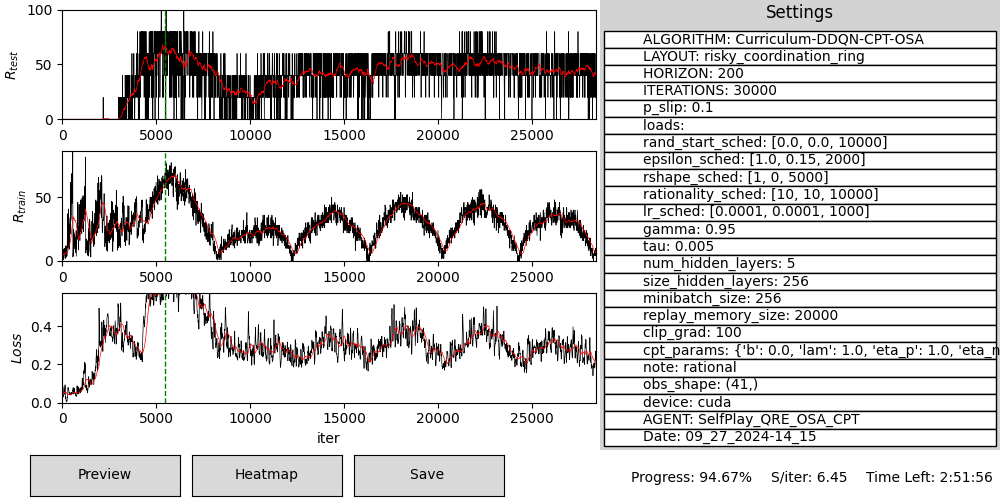 Settings
100
50
0
R_test
0 5000 10000 15000 20000 25000
50
0
R_train
0 5000 10000 15000 20000 25000
0.4
0.2
0.0
Loss
0 5000 10000 15000 20000 25000
iter
ALGORITHM: Curriculum-DDQN-CPT-OSA
LAYOUT: risky_coordination_ring
HORIZON: 200
ITERATIONS: 30000
p_slip: 0.1
loads:
rand_start_sched: [0.0, 0.0, 10000]
epsilon_sched: [1.0, 0.15, 2000]
rshape_sched: [1, 0, 5000]
rationality_sched: [10, 10, 10000]
lr_sched: [0.0001, 0.0001, 1000]
gamma: 0.95
tau: 0.005
num_hidden_layers: 5
size_hidden_layers: 256
minibatch_size: 256
replay_memory_size: 20000
clip_grad: 100
cpt_params: {'b': 0.0, 'lam': 1.0, 'eta_p': 1.0, 'eta_n
note: rational
obs_shape: (41,)
device: cuda
AGENT: SelfPlay_QRE_OSA_CPT
Date: 09_27_2024-14_15
Preview Heatmap Save
Progress: 94.67% S/iter: 6.45 Time Left: 2:51:56